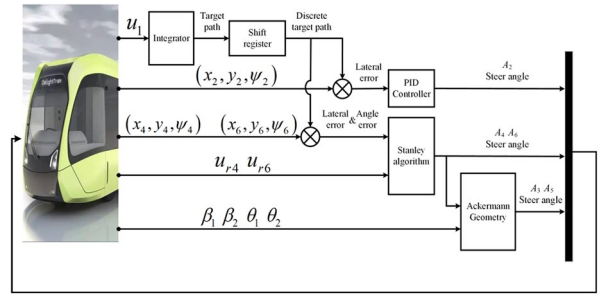 u₁
Integrator
Target
path
Shift
register
Discrete
target path
(x₂, y₂, ψ₂)
Lateral
error
PID
Controller
A₂
Steer angle
(x₄, y₄, ψ₄) (x₆, y₆, ψ₆)
Lateral & Angle
error error
Stanley
algorithm
A₄ A₆
Steer angle
uᵣ₄ uᵣ₆
Ackermann
Geometry
A₃ A₅
Steer angle
β₁ β₂ θ₁ θ₂